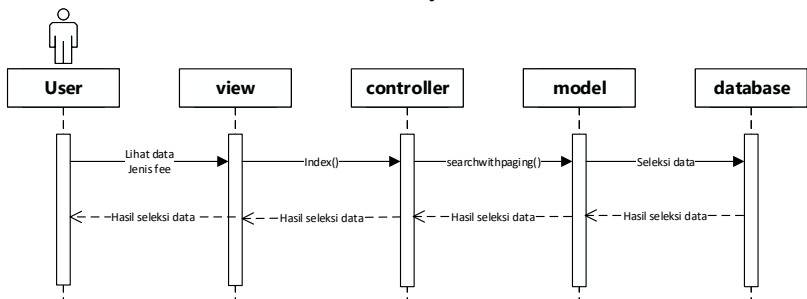 User
view
controller
model
database
Lihat data
Jenis fee
Index()
searchwithpaging()
Seleksi data
Hasil seleksi data
Hasil seleksi data
Hasil seleksi data
Hasil seleksi data